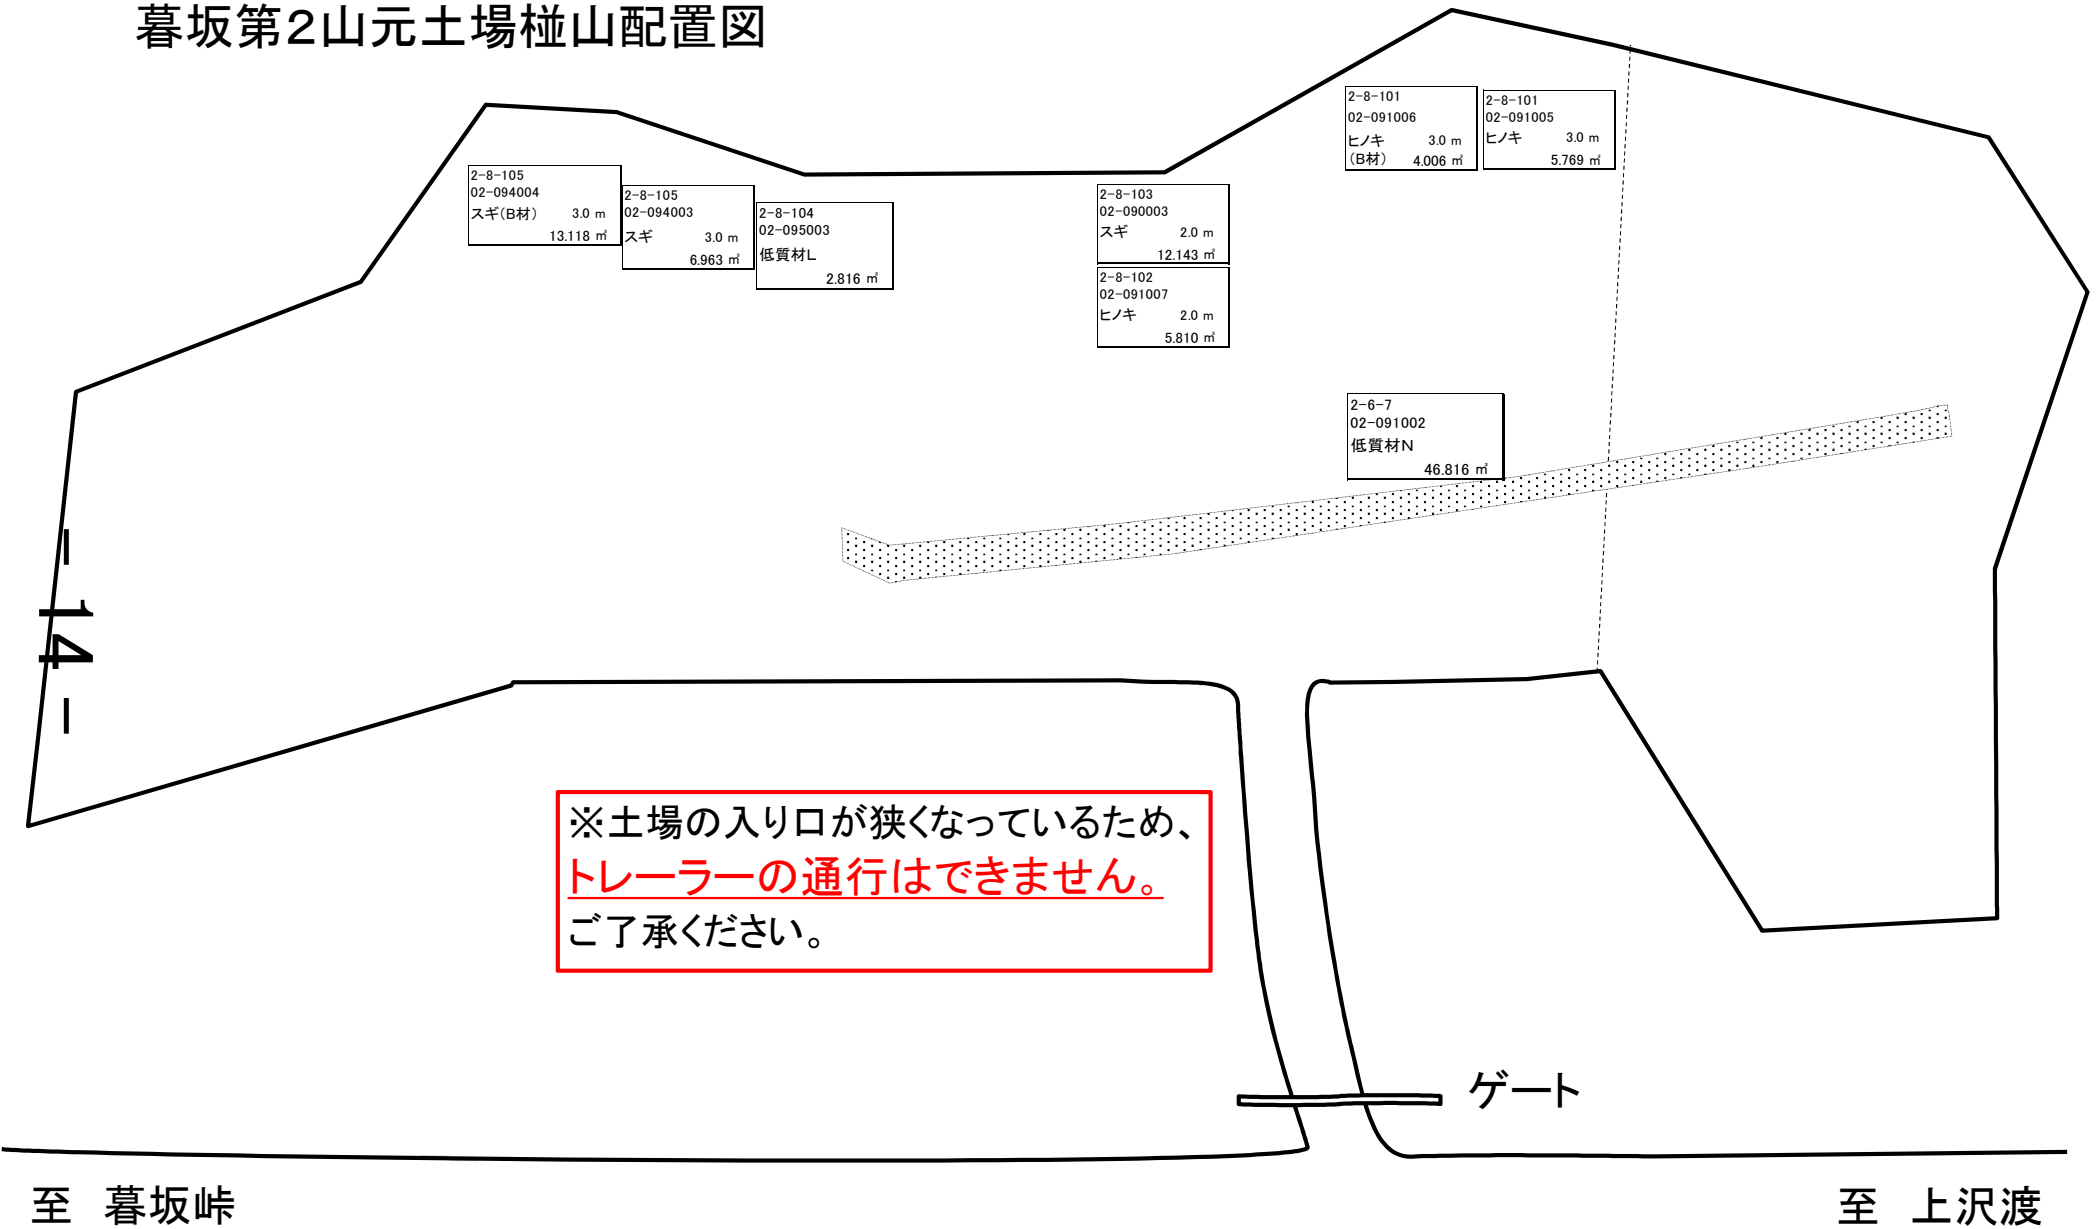 暮坂第2山元土場椪山配置図
2-8-101
02-091006
ヒノキ 3.0 m
(B材) 4.006 ㎥
2-8-101
02-091005
ヒノキ 3.0 m
5.769 ㎥
2-8-105
02-094004
スギ(B材) 3.0 m
13.118 ㎥
2-8-105
02-094003
スギ 3.0 m
6.963 ㎥
2-8-104
02-095003
低質材L
2.816 ㎥
2-8-103
02-090003
スギ 2.0 m
12.143 ㎥
2-8-102
02-091007
ヒノキ 2.0 m
5.810 ㎥
2-6-7
02-091002
低質材N
46.816 ㎥
- 14 -
※土場の入り口が狭くなっているため、
トレーラーの通行はできません。
ご了承ください。
ゲート
至 暮坂峠
至 上沢渡